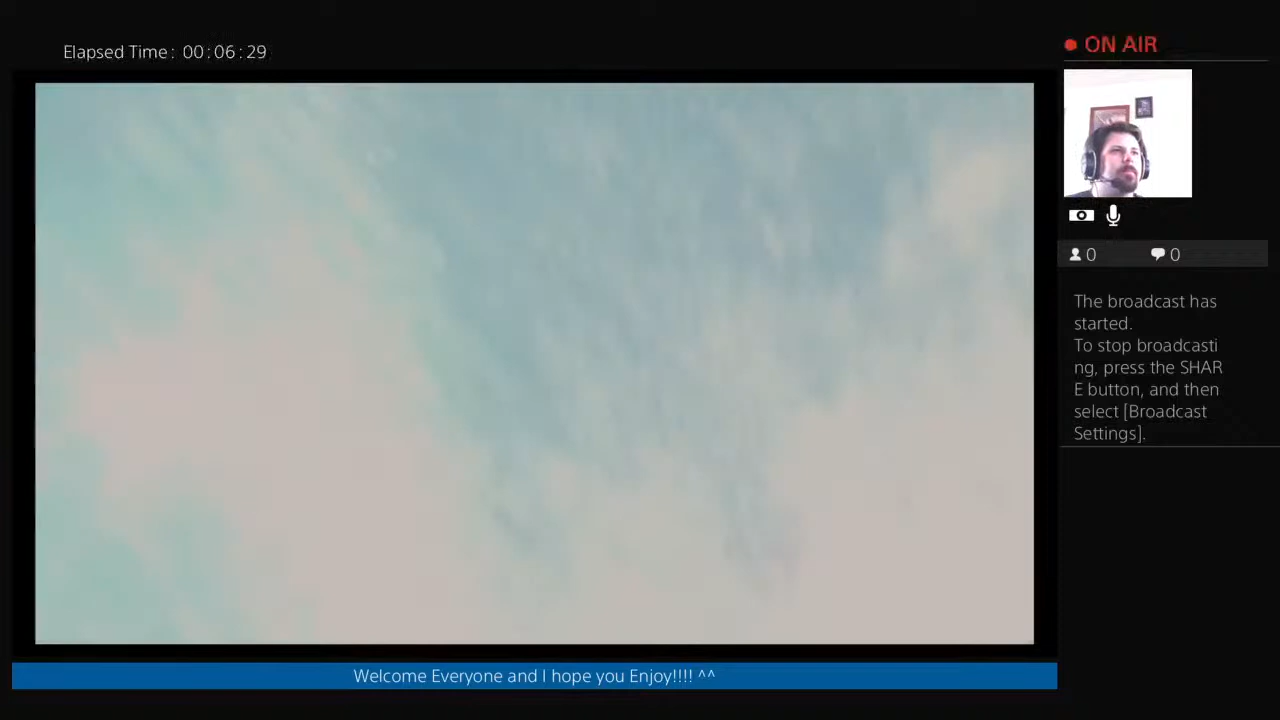 Elapsed Time: 00:06:29
ON AIR
0 0
The broadcast has
started.
To stop broadcasti
ng, press the SHAR
E button, and then
select [Broadcast
Settings].
Welcome Everyone and I hope you Enjoy!!!! ^^